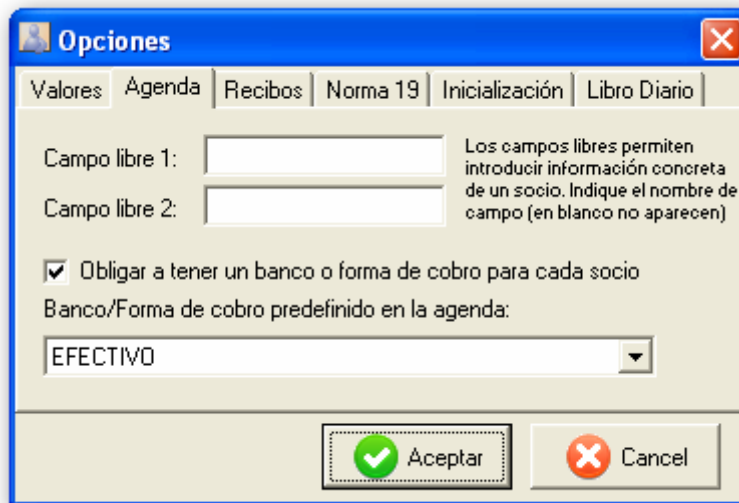 Opciones
Valores Agenda Recibos Norma 19 Inicialización Libro Diario
Campo libre 1:
Campo libre 2:
Los campos libres permiten
introducir información concreta
de un socio. Indique el nombre de
campo (en blanco no aparecen)
Obligar a tener un banco o forma de cobro para cada socio
Banco/Forma de cobro predefinido en la agenda:
EFECTIVO
Aceptar Cancel